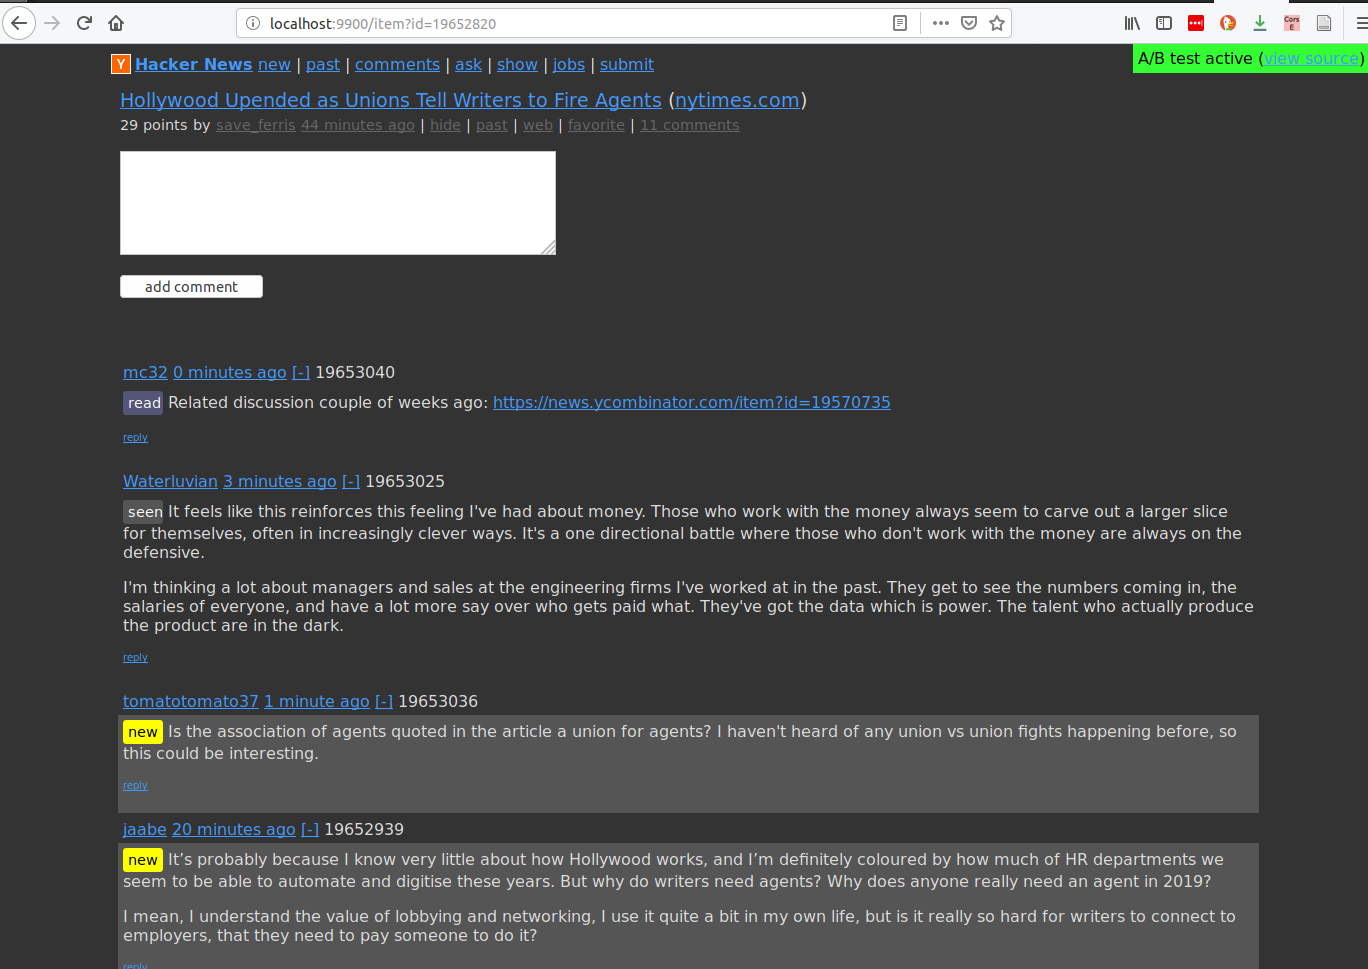 localhost:9900/item?id=19652820
Cors E
A/B test active (view source)
Y Hacker News new | past | comments | ask | show | jobs | submit
Hollywood Upended as Unions Tell Writers to Fire Agents (nytimes.com)
29 points by save_ferris 44 minutes ago | hide | past | web | favorite | 11 comments
add comment
mc32 0 minutes ago [-] 19653040
read Related discussion couple of weeks ago: https://news.ycombinator.com/item?id=19570735
reply
Waterluvian 3 minutes ago [-] 19653025
seen It feels like this reinforces this feeling I've had about money. Those who work with the money always seem to carve out a larger slice
for themselves, often in increasingly clever ways. It's a one directional battle where those who don't work with the money are always on the
defensive.
I'm thinking a lot about managers and sales at the engineering firms I've worked at in the past. They get to see the numbers coming in, the
salaries of everyone, and have a lot more say over who gets paid what. They've got the data which is power. The talent who actually produce
the product are in the dark.
reply
tomatotomato37 1 minute ago [-] 19653036
new Is the association of agents quoted in the article a union for agents? I haven't heard of any union vs union fights happening before, so
this could be interesting.
reply
jaabe 20 minutes ago [-] 19652939
new It’s probably because I know very little about how Hollywood works, and I’m definitely coloured by how much of HR departments we
seem to be able to automate and digitise these years. But why do writers need agents? Why does anyone really need an agent in 2019?
I mean, I understand the value of lobbying and networking, I use it quite a bit in my own life, but is it really so hard for writers to connect to
employers, that they need to pay someone to do it?
reply